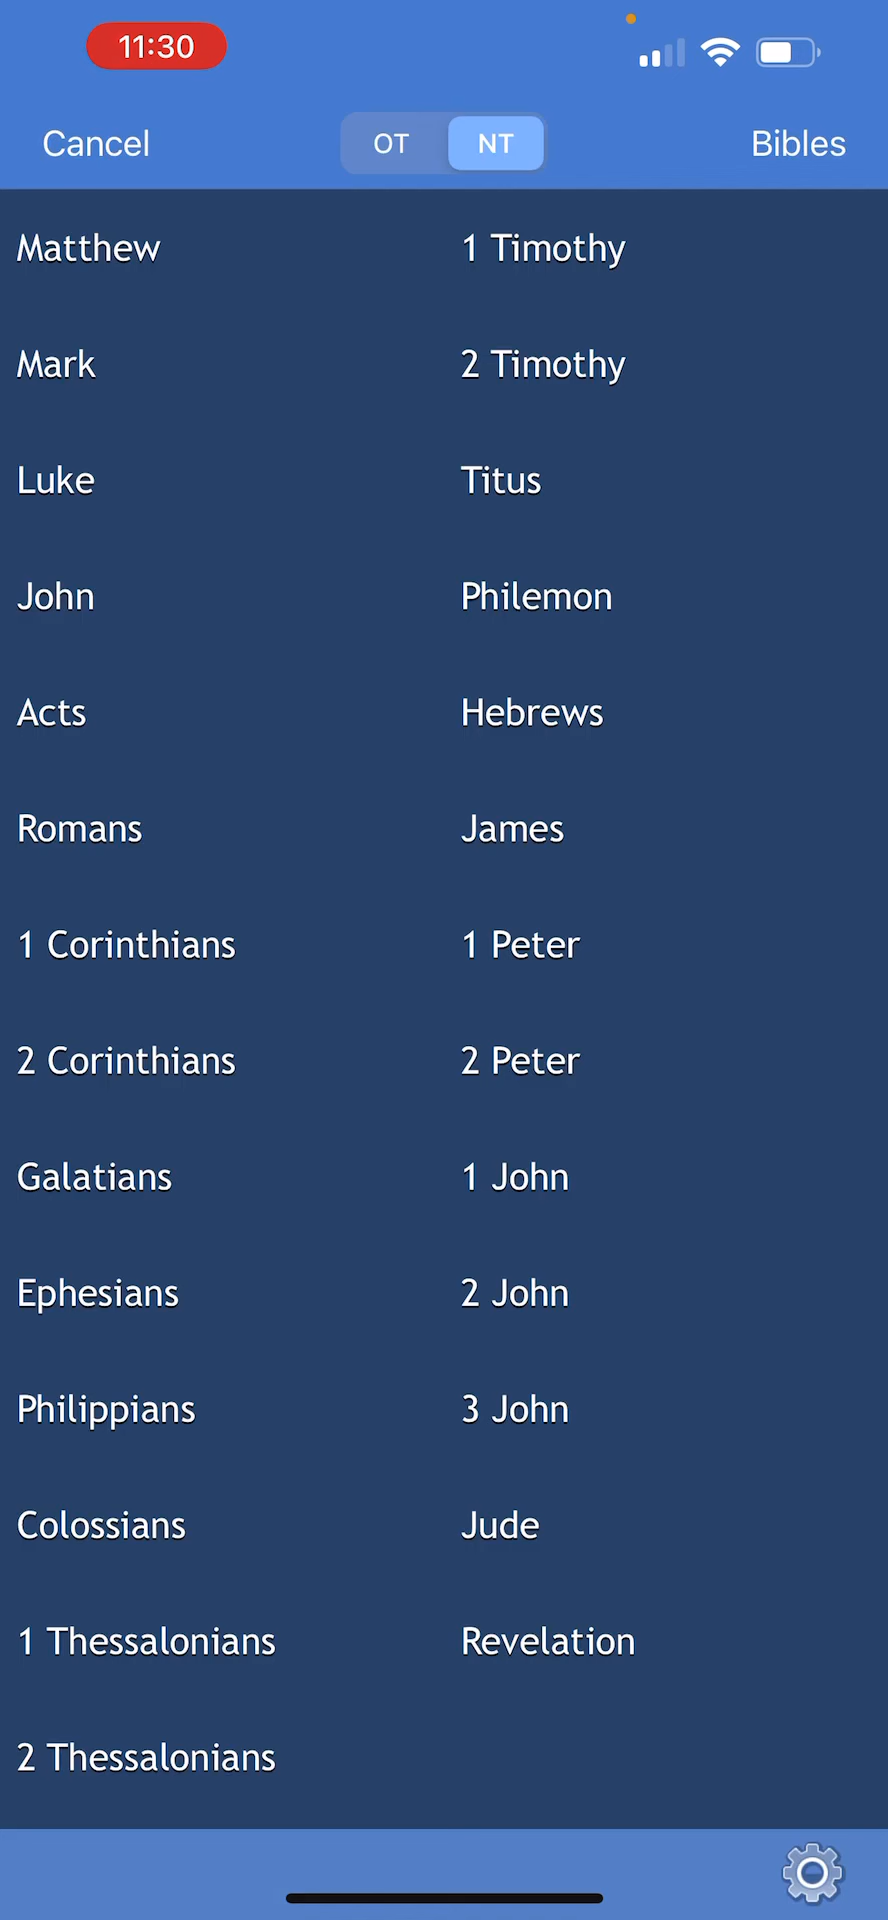 11:30
Cancel OT NT Bibles
Matthew 1 Timothy
Mark 2 Timothy
Luke Titus
John Philemon
Acts Hebrews
Romans James
1 Corinthians 1 Peter
2 Corinthians 2 Peter
Galatians 1 John
Ephesians 2 John
Philippians 3 John
Colossians Jude
1 Thessalonians Revelation
2 Thessalonians